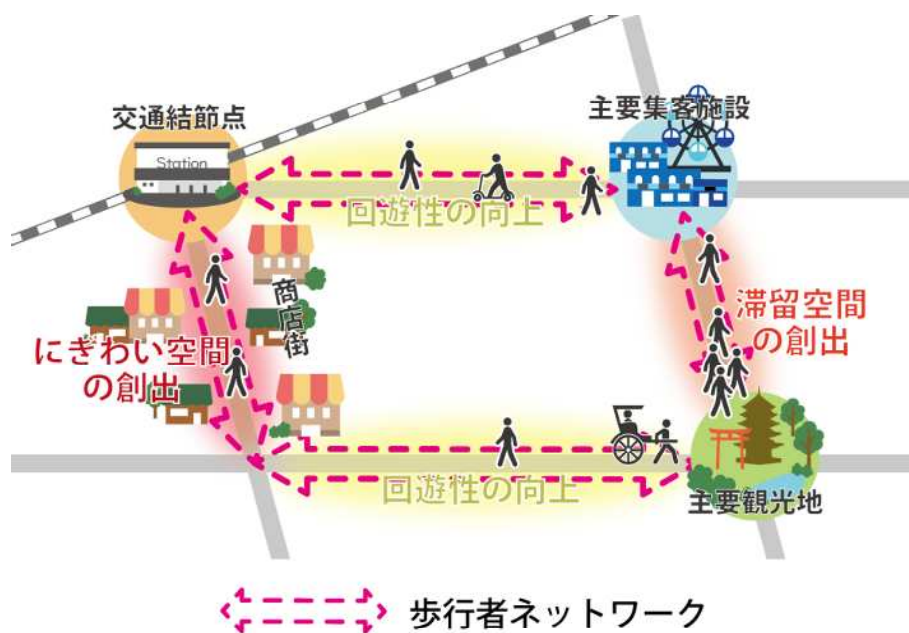 交通結節点
Station
主要集客施設
回遊性の向上
商店街
にぎわい空間
の創出
滞留空間
の創出
回遊性の向上
主要観光地
歩行者ネットワーク